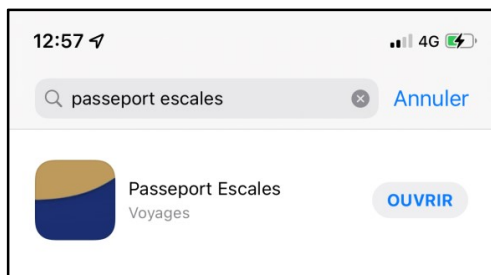 12:57
4G
passeport escales
Annuler
Passeport Escales
Voyages
OUVRIR